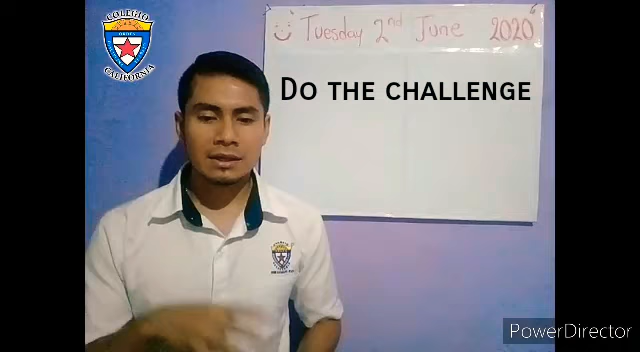 COLEGIO
CALIFORNIA
Tuesday 2nd June 2020
DO THE CHALLENGE
PowerDirector